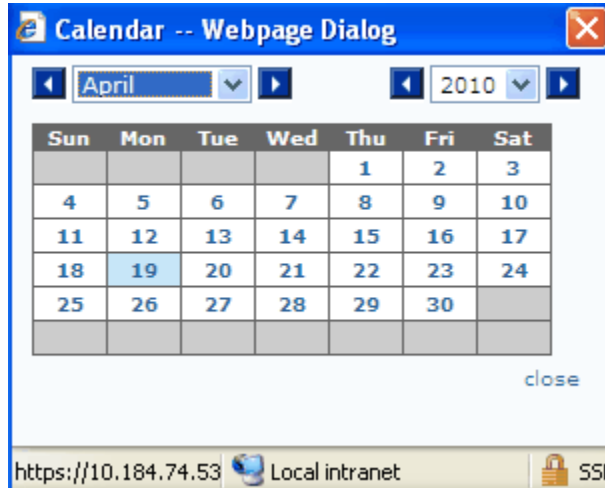 Calendar -- Webpage Dialog
April 2010
Sun Mon Tue Wed Thu Fri Sat
1 2 3
4 5 6 7 8 9 10
11 12 13 14 15 16 17
18 19 20 21 22 23 24
25 26 27 28 29 30
close
https://10.184.74.53 Local intranet